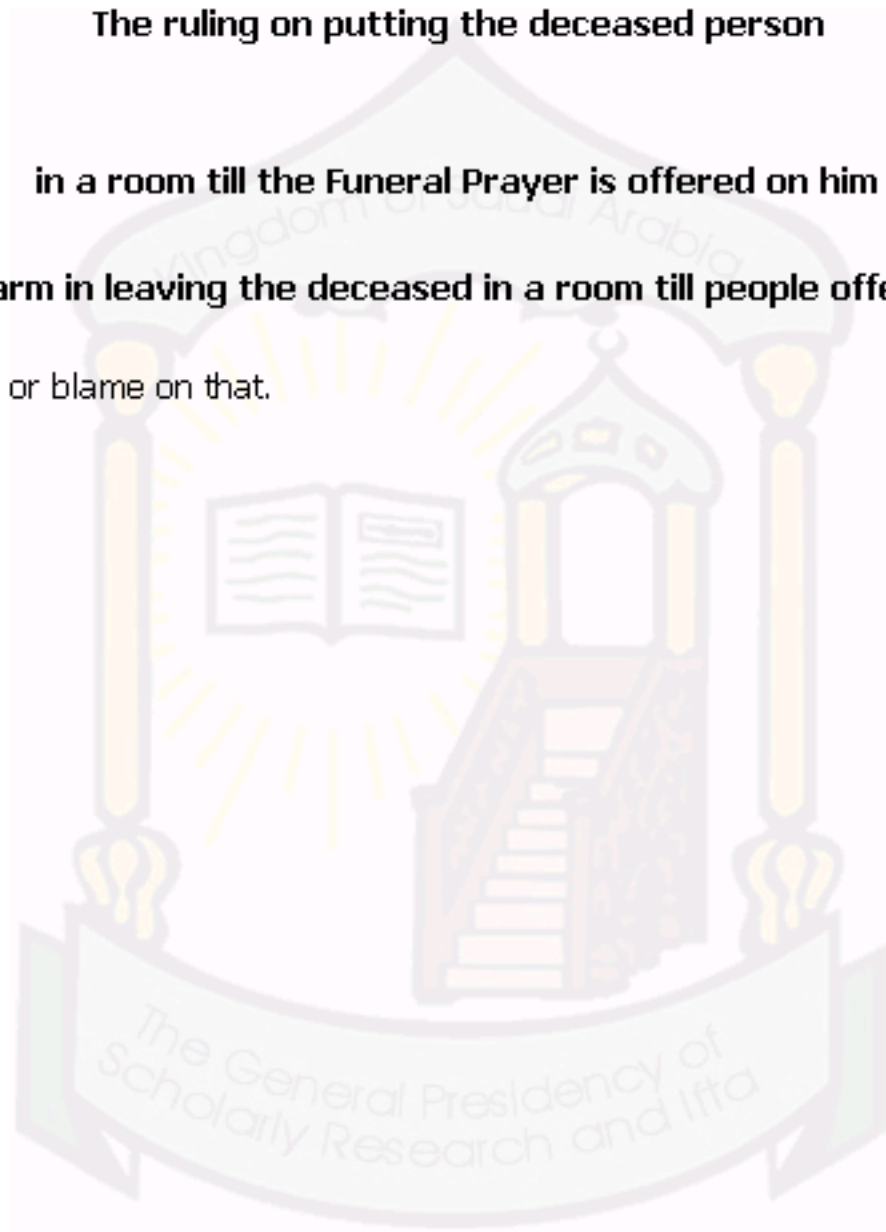 The ruling on putting the deceased person
in a room till the Funeral Prayer is offered on him
Kingdom of Saudi Arabia
arm in leaving the deceased in a room till people offe
or blame on that.
The General Presidency of
Scholarly Research and Ifta